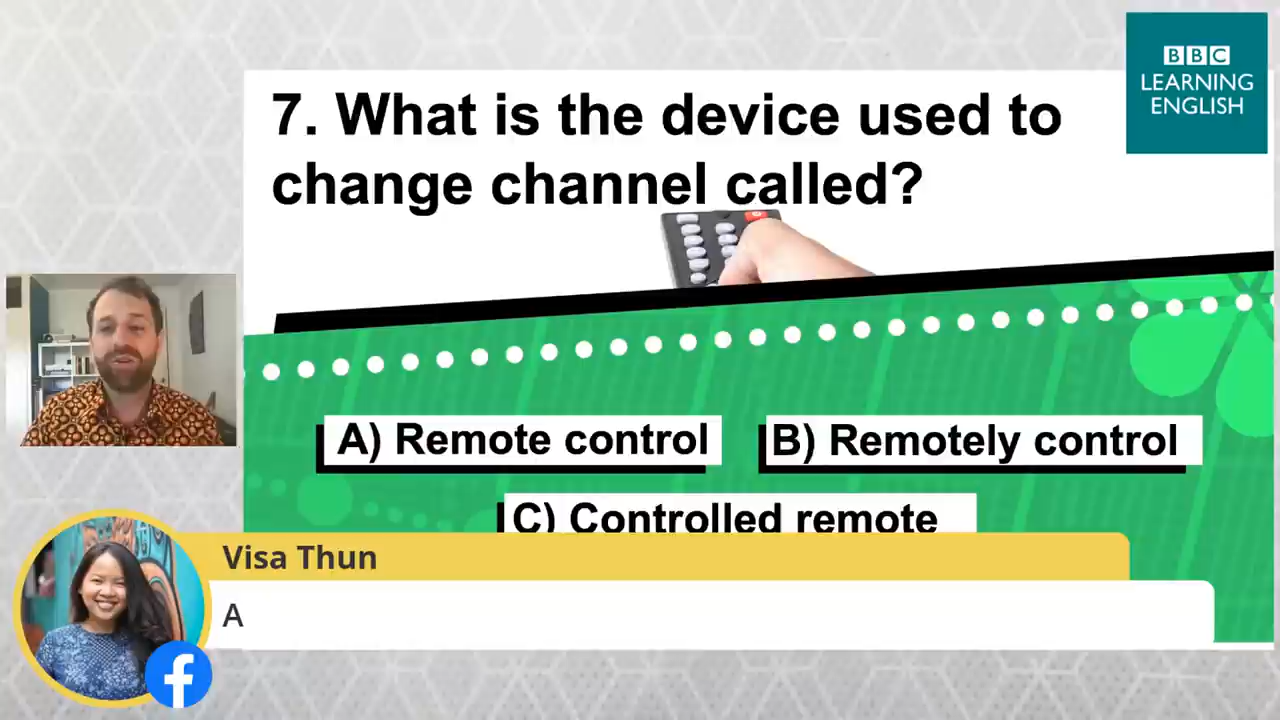 BBC
LEARNING
ENGLISH
7. What is the device used to
change channel called?
A) Remote control
B) Remotely control
C) Controlled remote
Visa Thun
A